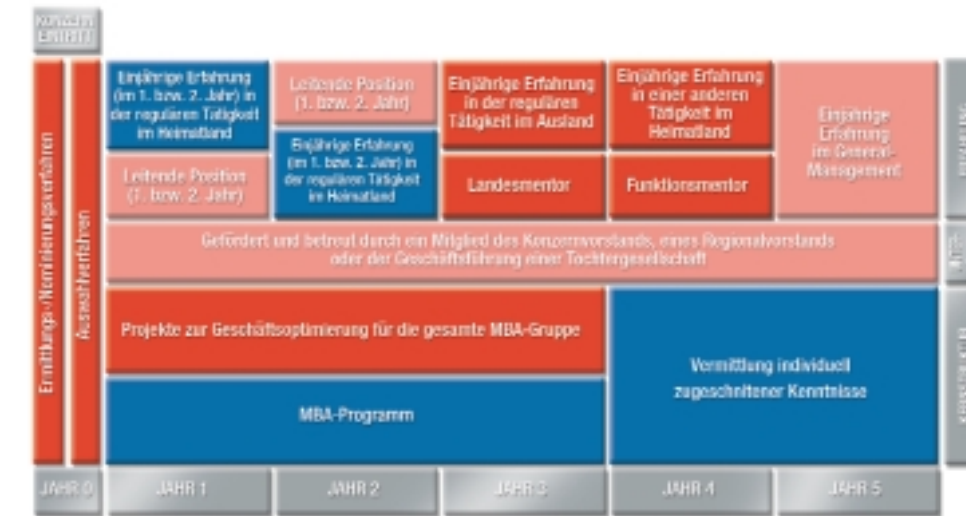 KONZERN
EINTRITT
Ermittlungs-/Nominierungsverfahren
Auswahlverfahren
Einjährige Erfahrung
(im 1. bzw. 2. Jahr) in
der regulären Tätigkeit
im Heimatland
Leitende Position
(1. bzw. 2. Jahr)
Leitende Position
(1. bzw. 2. Jahr)
Einjährige Erfahrung
(im 1. bzw. 2. Jahr) in
der regulären Tätigkeit
im Heimatland
Einjährige Erfahrung
in der regulären
Tätigkeit im Ausland
Landesmentor
Einjährige Erfahrung
in einer anderen
Tätigkeit im
Heimatland
Funktionsmentor
Einjährige
Erfahrung
im General-
Management
Gefördert und betreut durch ein Mitglied des Konzernvorstands, eines Regionalvorstands
oder der Geschäftsführung einer Tochtergesellschaft
Projekte zur Geschäftsoptimierung für die gesamte MBA-Gruppe
MBA-Programm
Vermittlung individuell
zugeschnitener Kenntnisse
JAHR 0
JAHR 1
JAHR 2
JAHR 3
JAHR 4
JAHR 5